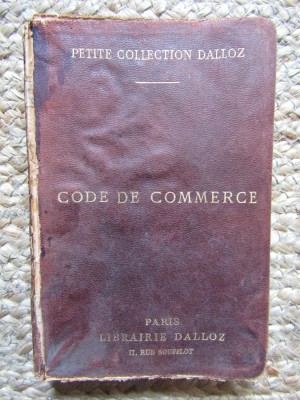 PETITE COLLECTION DALLOZ
CODE DE COMMERCE
PARIS
LIBRAIRIE DALLOZ
11, RUE SOUFFLOT